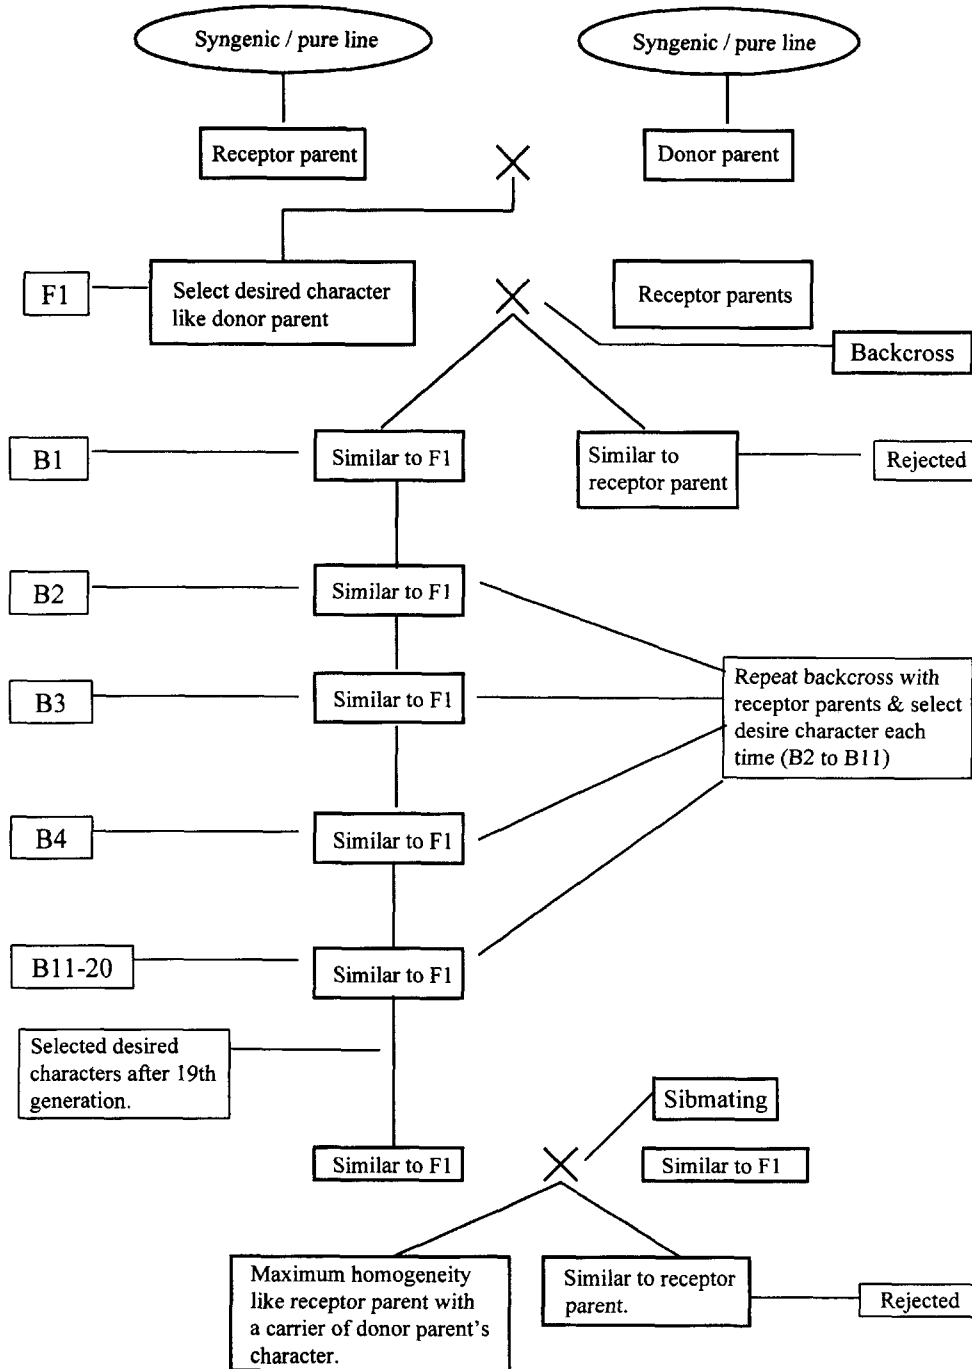 Syngenic / pure line
Syngenic / pure line
Receptor parent
Donor parent
F1
Select desired character
like donor parent
Receptor parents
Backcross
B1
Similar to F1
Similar to
receptor parent
Rejected
B2
Similar to F1
B3
Similar to F1
Repeat backcross with
receptor parents & select
desire character each
time (B2 to B11)
B4
Similar to F1
B11-20
Similar to F1
Selected desired
characters after 19th
generation.
Sibmating
Similar to F1
Similar to F1
Maximum homogeneity
like receptor parent with
a carrier of donor parent's
character.
Similar to receptor
parent.
Rejected